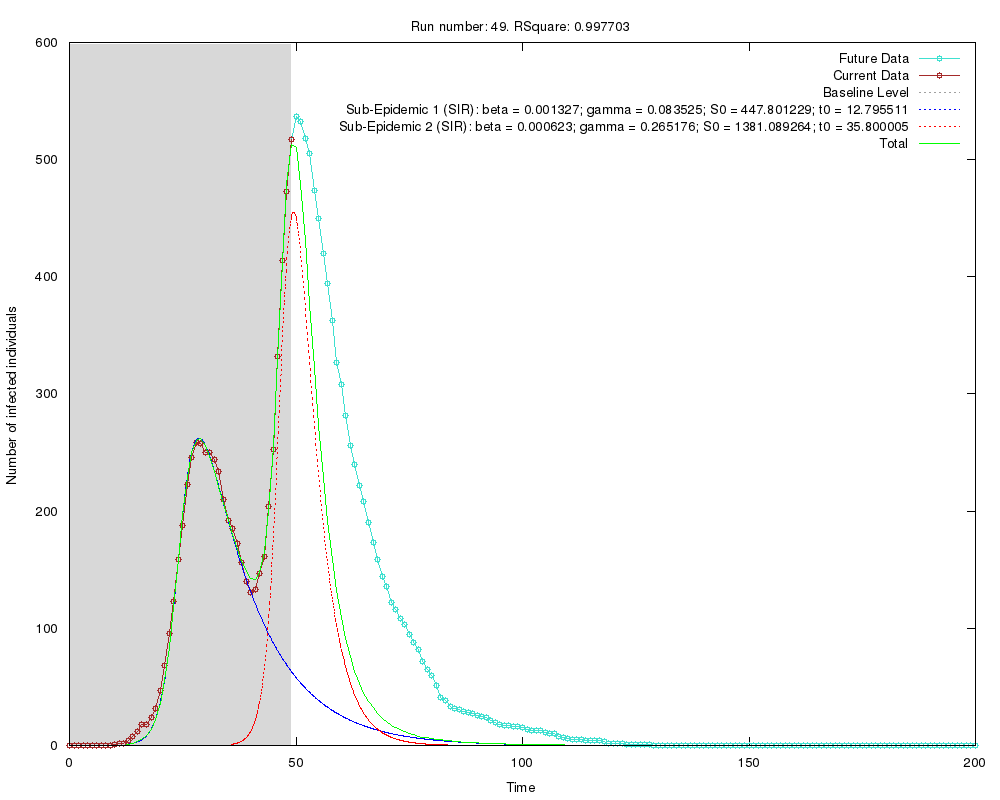 Run number: 49. RSquare: 0.997703
600
500
400
300
200
100
0
0
50
100
150
200
Number of infected individuals
Time
Future Data
Current Data
Baseline Level
Sub-Epidemic 1 (SIR): beta = 0.001327; gamma = 0.083525; S0 = 447.801229; t0 = 12.795511
Sub-Epidemic 2 (SIR): beta = 0.000623; gamma = 0.265176; S0 = 1381.089264; t0 = 35.800005
Total